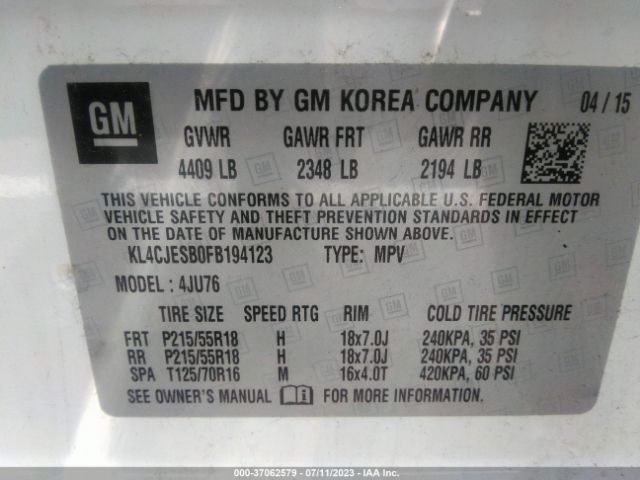 GM
MFD BY GM KOREA COMPANY 04/15
GVWR GAWR FRT GAWR RR
4409 LB 2348 LB 2194 LB
THIS VEHICLE CONFORMS TO ALL APPLICABLE U.S. FEDERAL MOTOR
VEHICLE SAFETY AND THEFT PREVENTION STANDARDS IN EFFECT
ON THE DATE OF MANUFACTURE SHOWN ABOVE.
KL4CJESB0FB194123 TYPE: MPV
MODEL: 4JU76
TIRE SIZE SPEED RTG RIM COLD TIRE PRESSURE
FRT P215/55R18 H 18x7.0J 240KPA, 35 PSI
RR P215/55R18 H 18x7.0J 240KPA, 35 PSI
SPA T125/70R16 M 16x4.0T 420KPA, 60 PSI
SEE OWNER'S MANUAL FOR MORE INFORMATION.
000-37062579 - 07/11/2023 - IAA Inc.